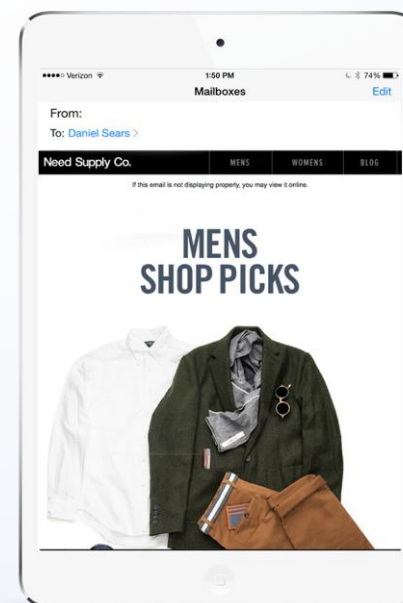 Verizon 1:50 PM 74%
Mailboxes Edit
From:
To: Daniel Sears >
Need Supply Co. MENS WOMENS BLOG
If this email is not displaying properly, you may view it online.
MENS
SHOP PICKS